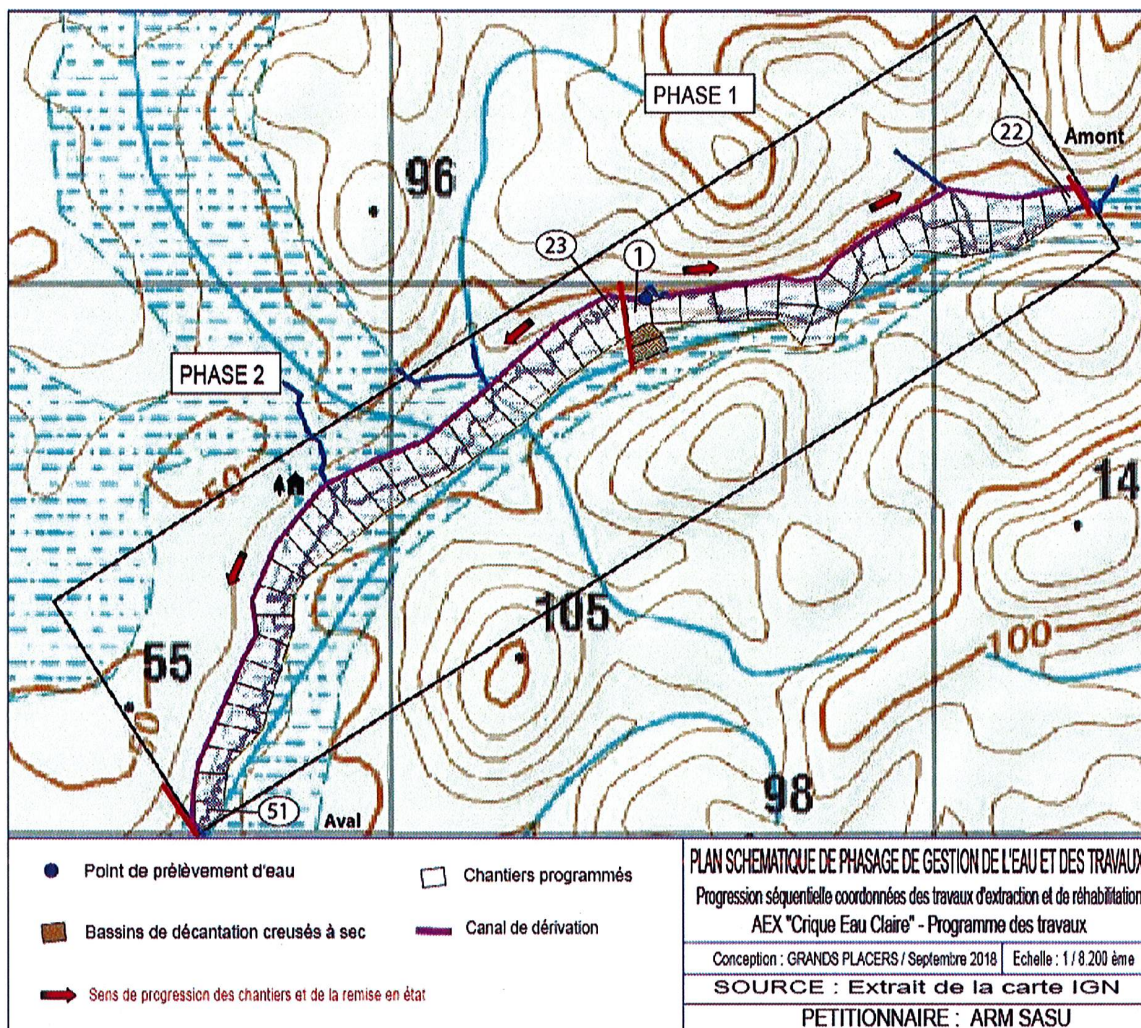 PHASE 1
22
Amont
96
23
1
PHASE 2
50
14
105
100
55
50
98
51
Aval
Point de prélèvement d'eau
Chantiers programmés
Bassins de décantation creusés à sec
Canal de dérivation
Sens de progression des chantiers et de la remise en état
PLAN SCHEMATIQUE DE PHASAGE DE GESTION DE L'EAU ET DES TRAVAUX
Progression séquentielle coordonnées des travaux d'extraction et de réhabilitation
AEX "Crique Eau Claire" - Programme des travaux
Conception : GRANDS PLACERS / Septembre 2018
Echelle : 1 / 8.200 ème
SOURCE : Extrait de la carte IGN
PETITIONNAIRE : ARM SASU